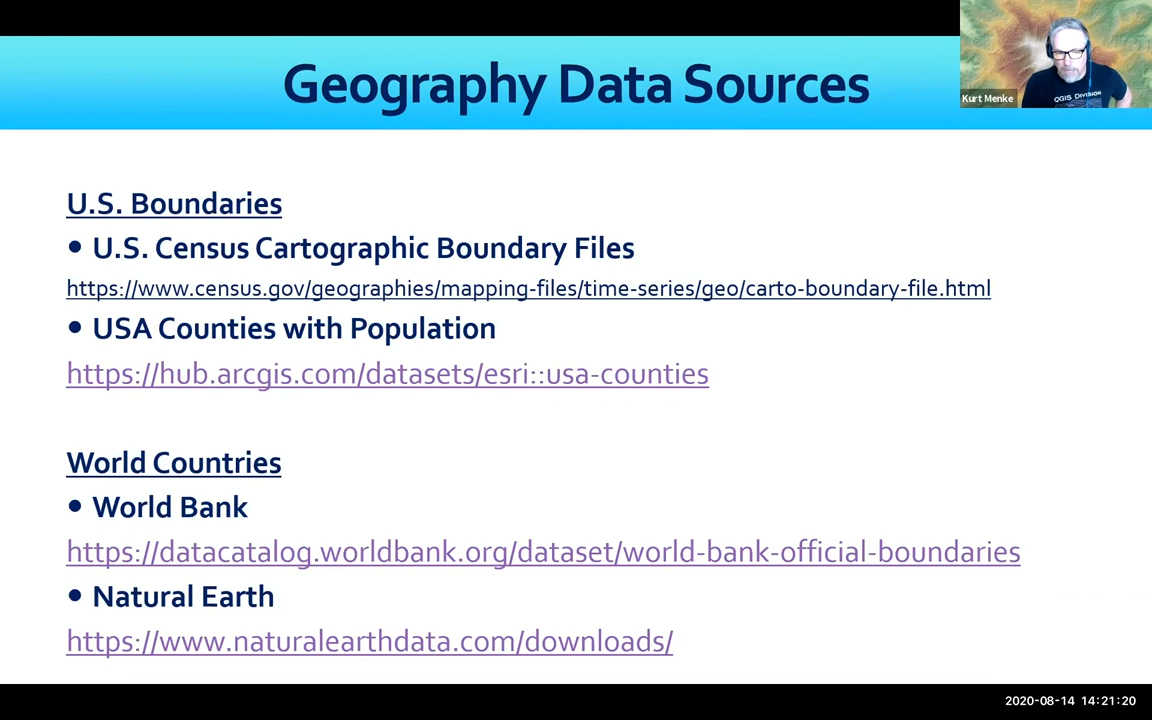 Geography Data Sources
Kurt Menke
QGIS DIVISION
U.S. Boundaries
• U.S. Census Cartographic Boundary Files
https://www.census.gov/geographies/mapping-files/time-series/geo/carto-boundary-file.html
• USA Counties with Population
https://hub.arcgis.com/datasets/esri::usa-counties
World Countries
• World Bank
https://datacatalog.worldbank.org/dataset/world-bank-official-boundaries
• Natural Earth
https://www.naturalearthdata.com/downloads/
2020-08-14 14:21:20